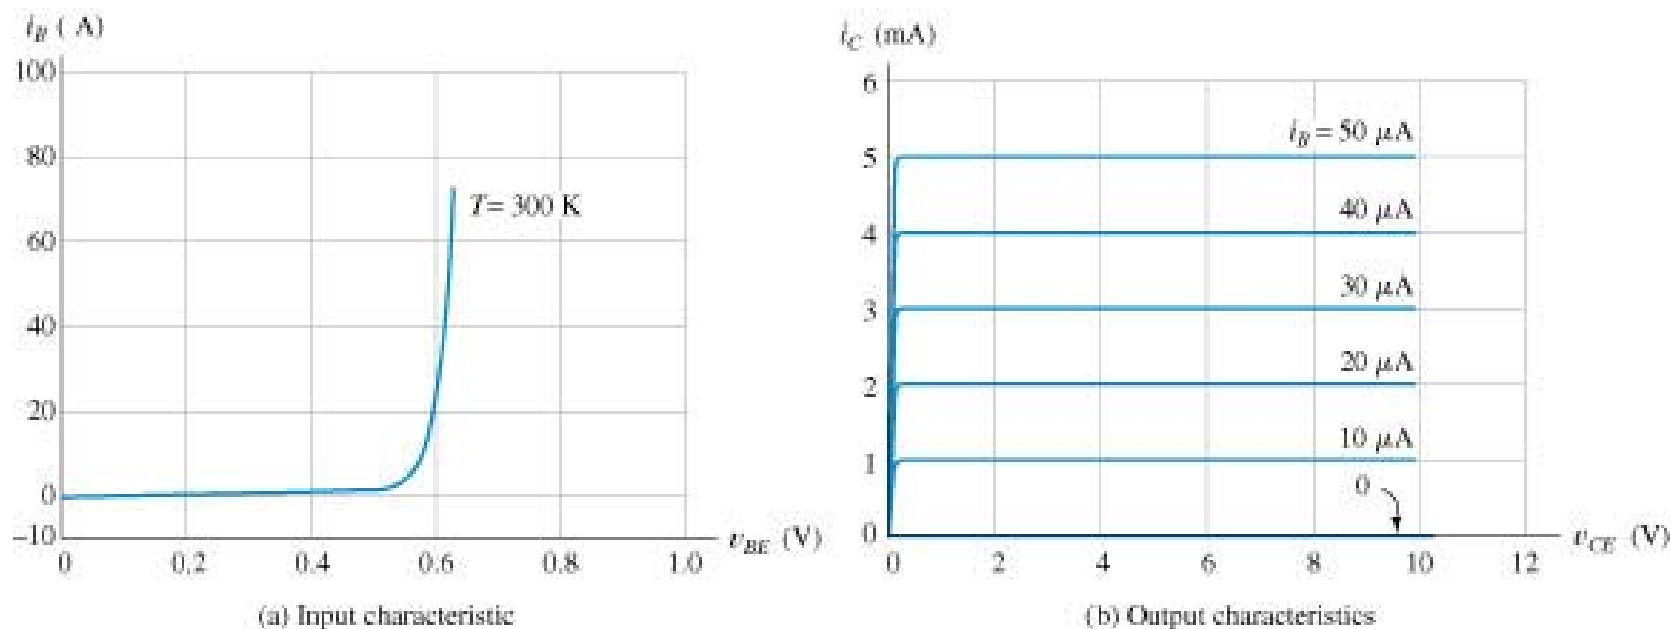 i_B ( A)
100
80
60
40
20
0
-10
T= 300 K
0 0.2 0.4 0.6 0.8 1.0
v_BE (V)
(a) Input characteristic
i_C (mA)
6
5
4
3
2
1
0
i_B = 50 μA
40 μA
30 μA
20 μA
10 μA
0
0 2 4 6 8 10 12
v_CE (V)
(b) Output characteristics